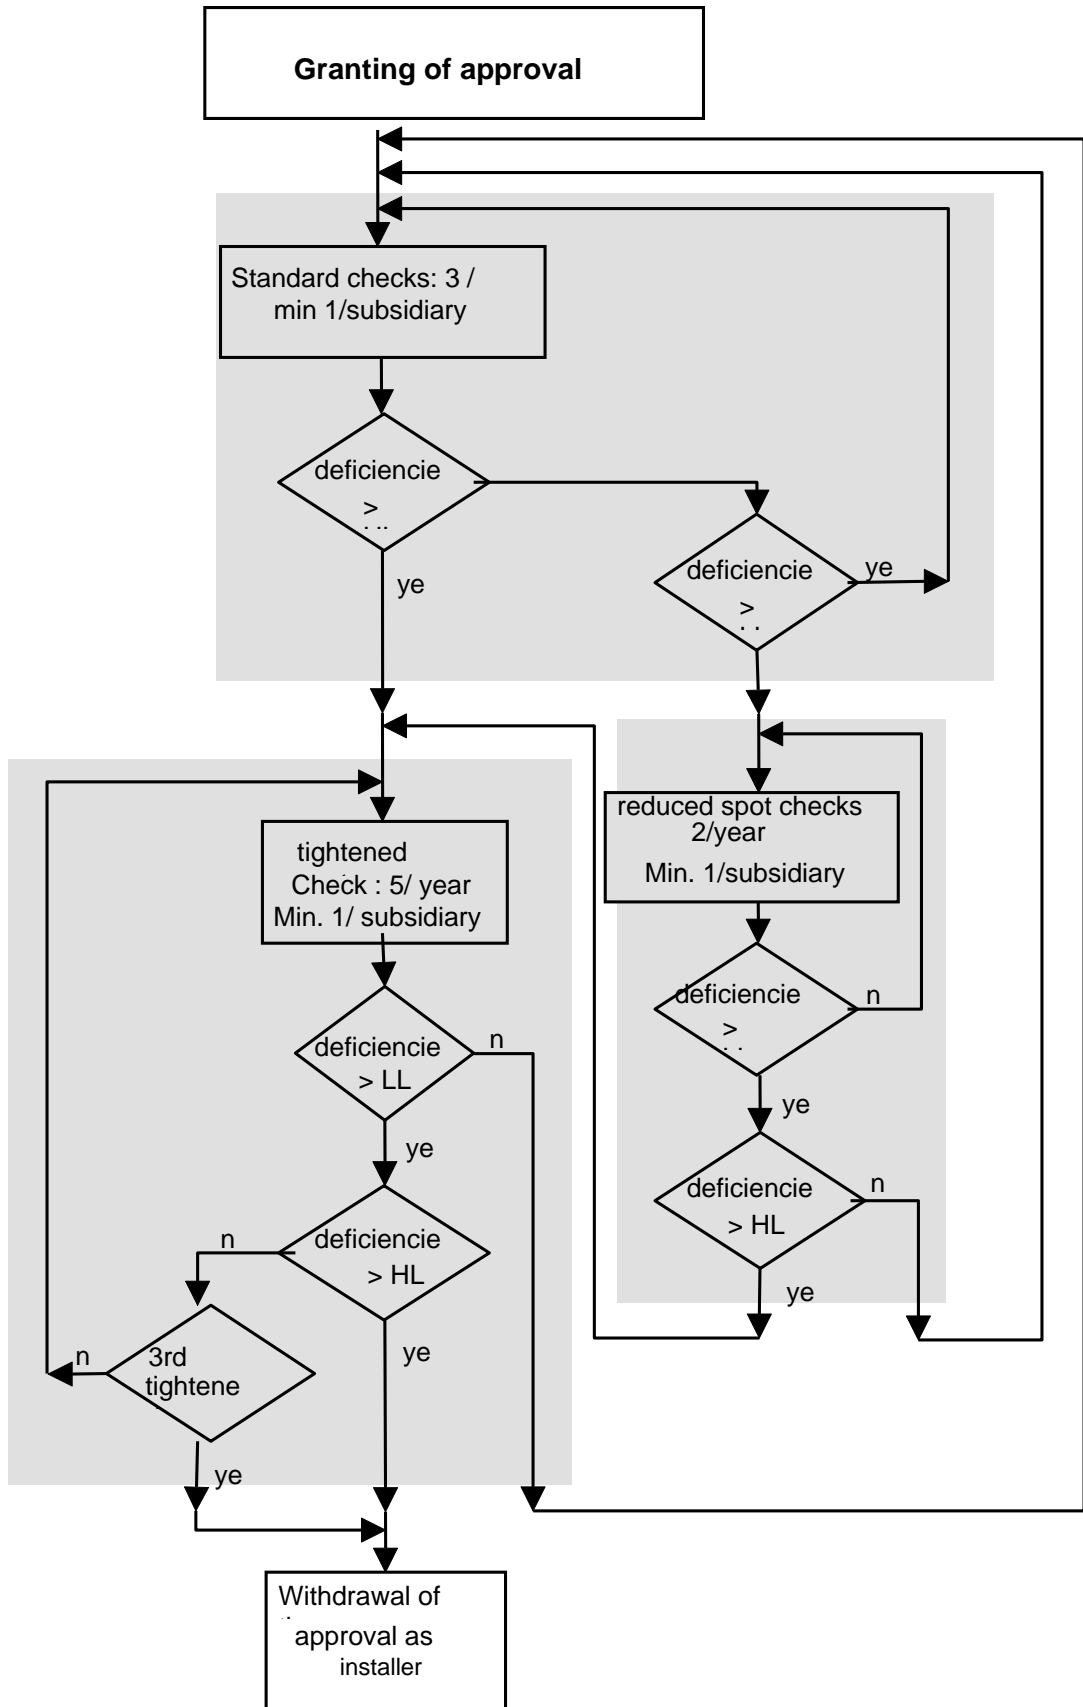 Granting of approval
Standard checks: 3 /
min 1/subsidiary
deficiencie
>
ye
deficiencie
>
ye
reduced spot checks
2/year
Min. 1/subsidiary
tightened
Check : 5/ year
Min. 1/ subsidiary
deficiencie
>
n
ye
deficiencie
> LL
n
ye
deficiencie
> HL
n
ye
deficiencie
> HL
n
ye
3rd
tightene
n
ye
Withdrawal of
approval as
installer